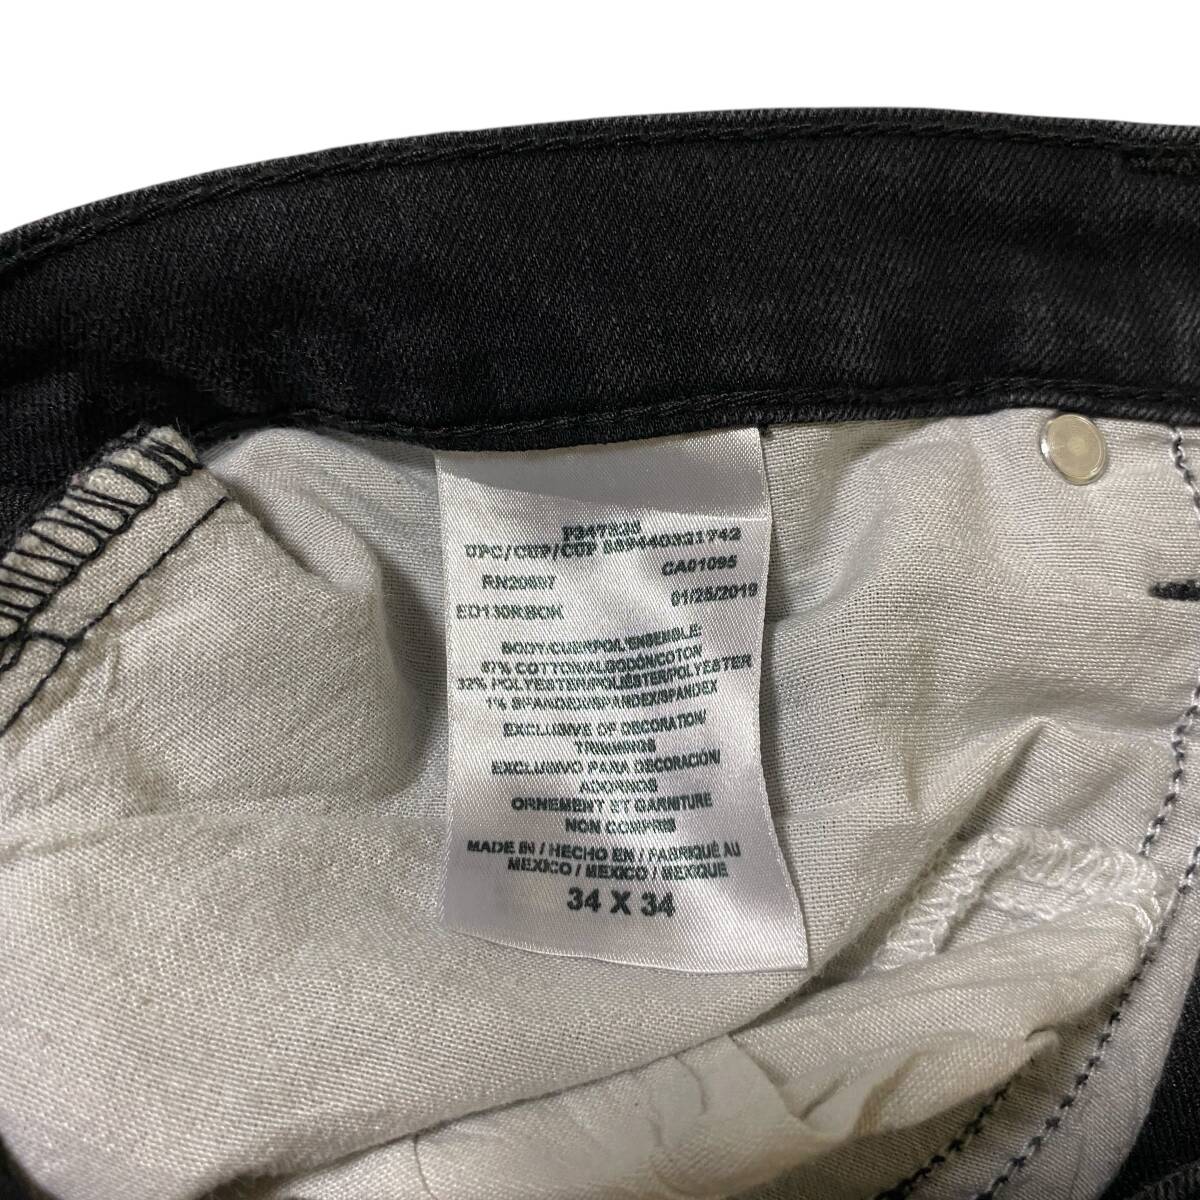 UPC/CUP/CUP
CA01095
01/25/2019
BODY/CUERPO/L'ENSEMBLE:
67% COTTON/ALGODÓN/COTON
32% POLYESTER/POLIÉSTER/POLYESTER
1% SPANDEX/SPANDEX/SPANDEX
EXCLUSIVE OF DECORATION/
TRIMMINGS
EXCLUSIVO PARA DECORACIÓN/
ADORNOS
ORNEMENT ET GARNITURE
NON COMPRIS
MADE IN / HECHO EN / FABRIQUÉ AU
MEXICO / MEXICO / MEXIQUE
34 X 34